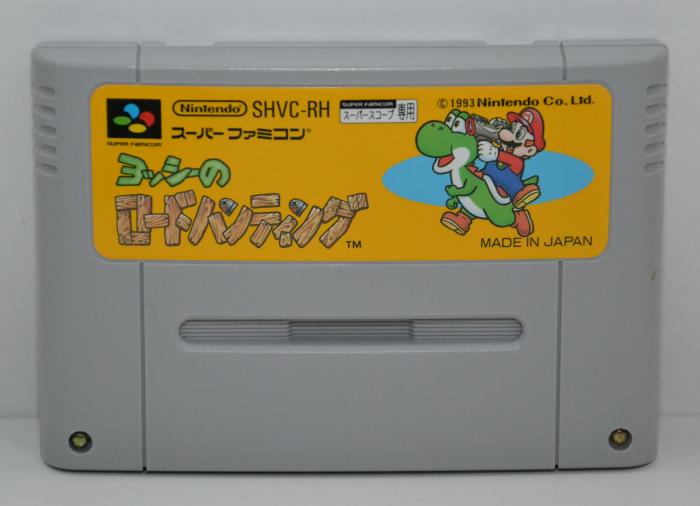 Nintendo SHVC-RH SUPER FAMICOM スーパースコープ 専用 ©1993 Nintendo Co., Ltd.
SUPER FAMICOM スーパーファミコン®
ヨッシーの
ロードハンティング™
MADE IN JAPAN